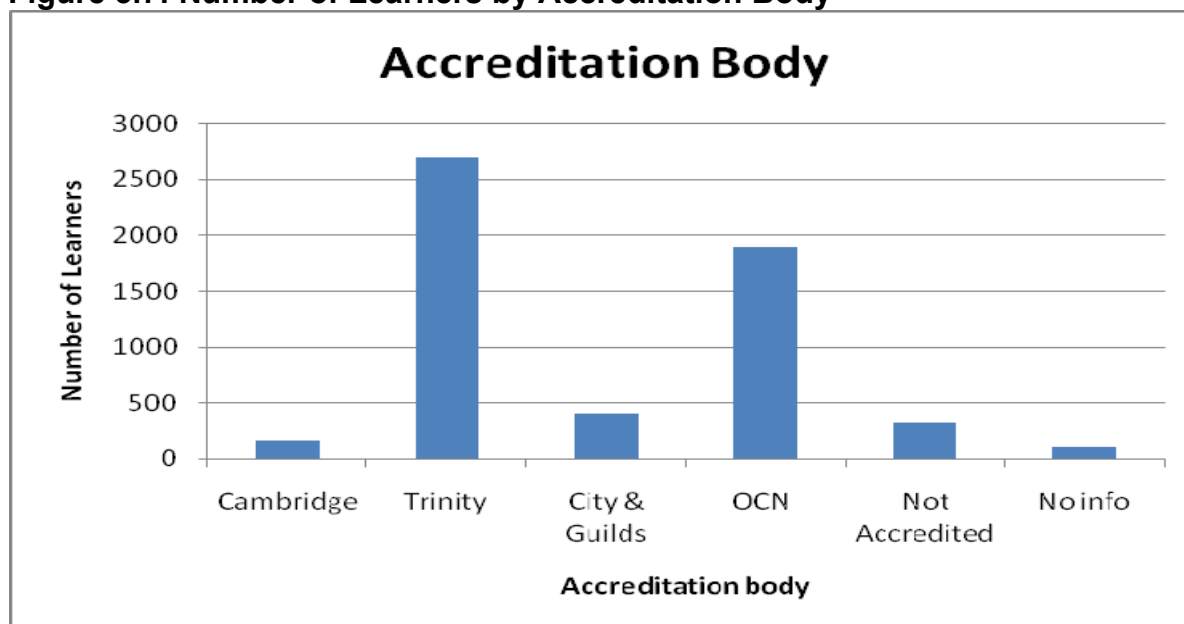 Accreditation Body
3000
2500
2000
1500
1000
500
0
Number of Learners
Cambridge
Trinity
City &
Guilds
OCN
Not
Accredited
No info
Accreditation body